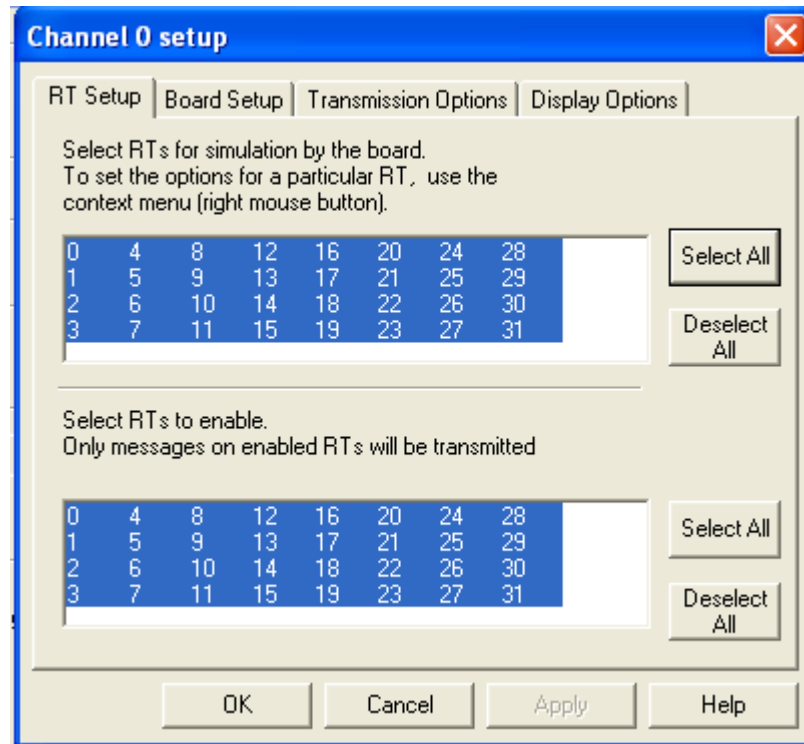 Channel 0 setup
RT Setup Board Setup Transmission Options Display Options
Select RTs for simulation by the board.
To set the options for a particular RT, use the
context menu (right mouse button).
0 4 8 12 16 20 24 28
1 5 9 13 17 21 25 29
2 6 10 14 18 22 26 30
3 7 11 15 19 23 27 31
Select All
Deselect
All
Select RTs to enable.
Only messages on enabled RTs will be transmitted
0 4 8 12 16 20 24 28
1 5 9 13 17 21 25 29
2 6 10 14 18 22 26 30
3 7 11 15 19 23 27 31
Select All
Deselect
All
OK Cancel Apply Help